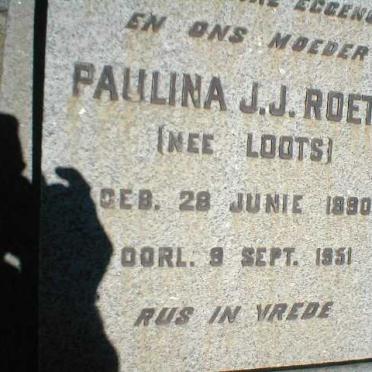 EN ONS MOEDER
PAULINA J.J. ROET
(NEE LOOTS)
GEB. 28 JUNIE 1890
OORL. 9 SEPT. 1951
RUS IN VREDE